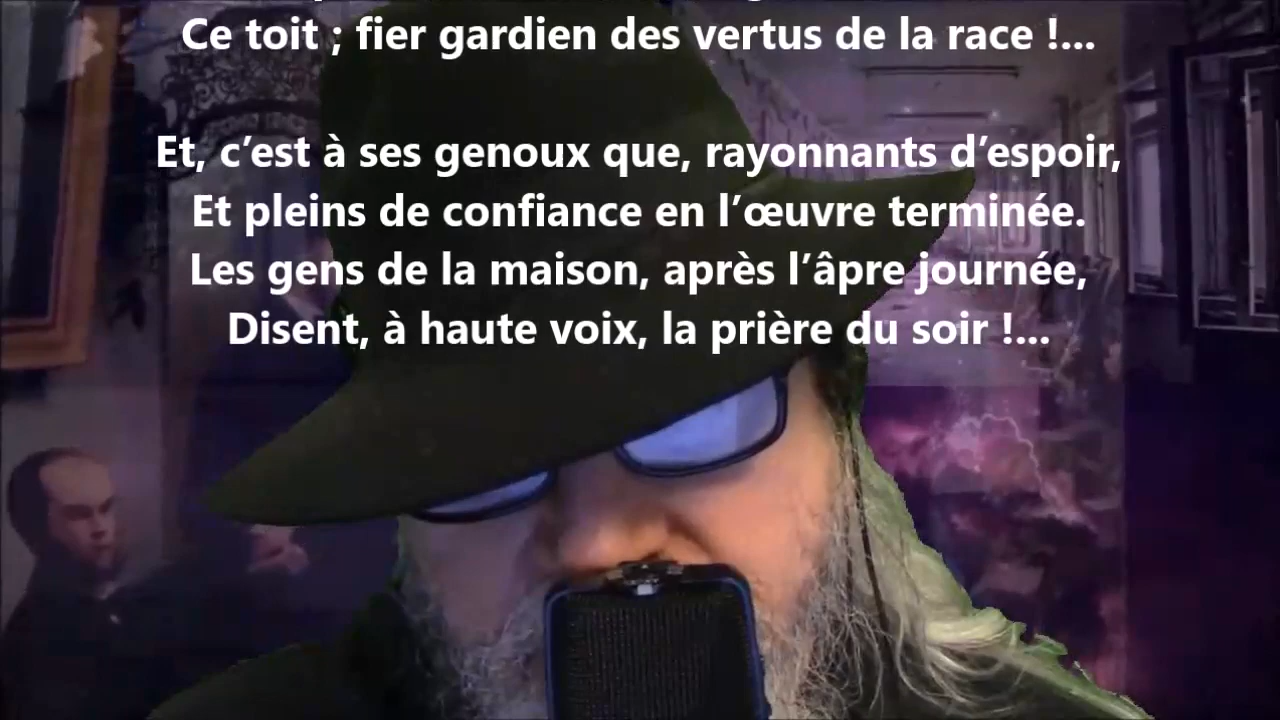 Ce toit ; fier gardien des vertus de la race !...
Et, c’est à ses genoux que, rayonnants d’espoir,
Et pleins de confiance en l’œuvre terminée.
Les gens de la maison, après l’âpre journée,
Disent, à haute voix, la prière du soir !...